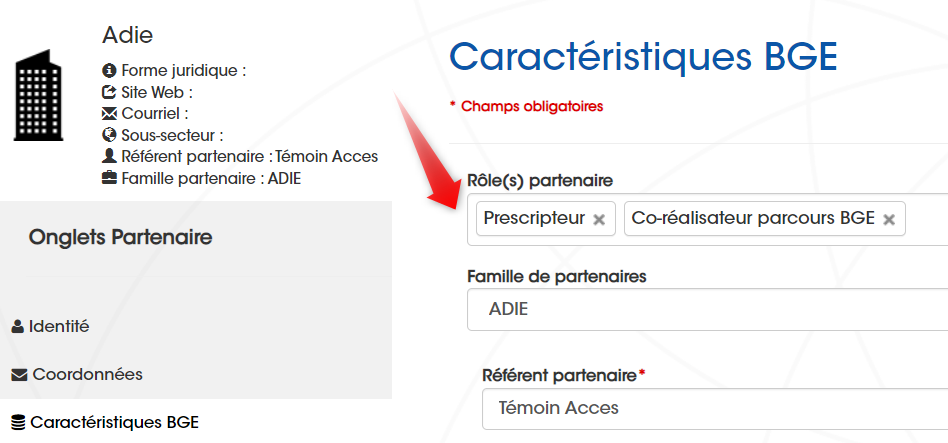 Adie
Forme juridique :
Site Web :
Courriel :
Sous-secteur :
Référent partenaire : Témoin Acces
Famille partenaire : ADIE
Onglets Partenaire
Identité
Coordonnées
Caractéristiques BGE
Caractéristiques BGE
* Champs obligatoires
Rôle(s) partenaire
Prescripteur × Co-réalisateur parcours BGE ×
Famille de partenaires
ADIE
Référent partenaire*
Témoin Acces